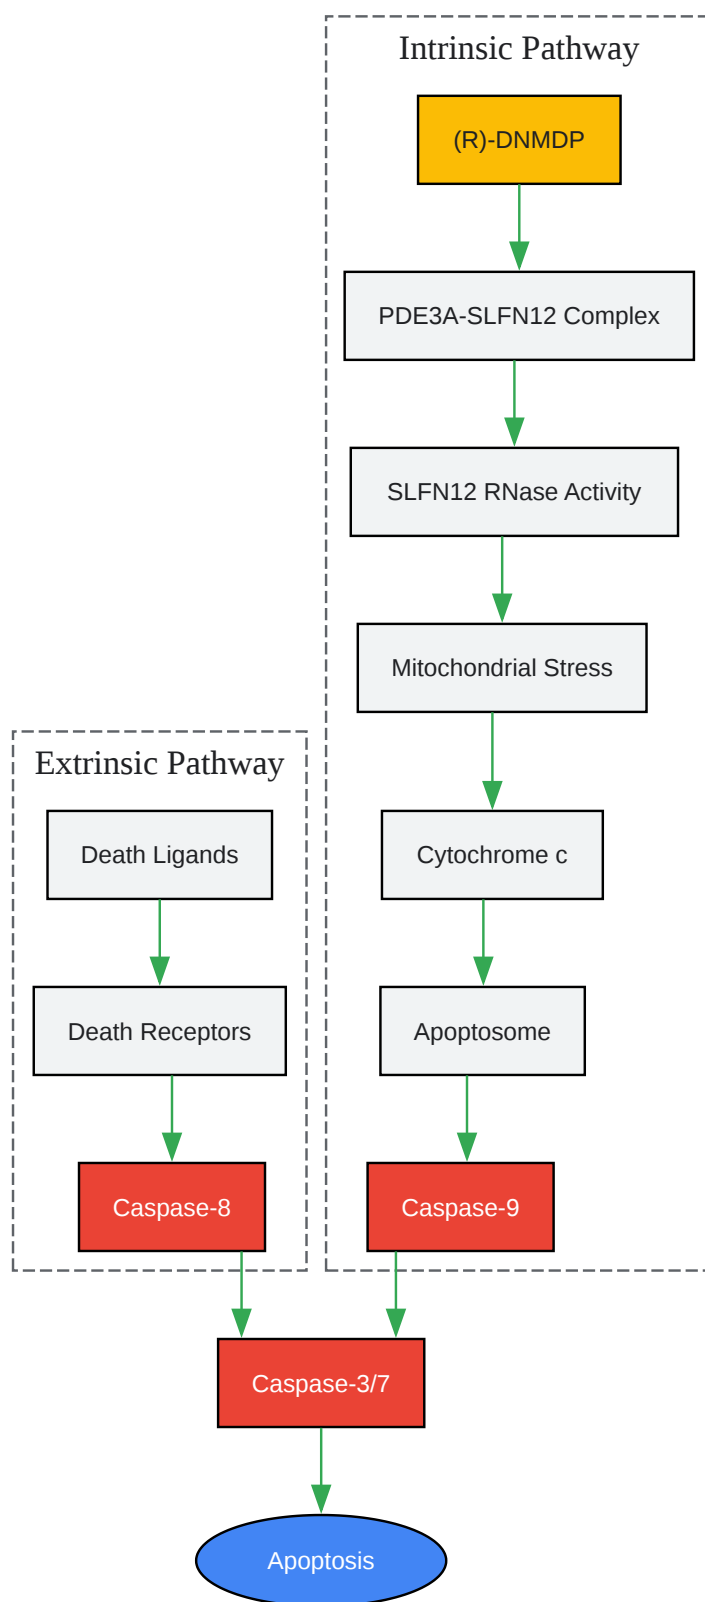 Intrinsic Pathway
(R)-DNMDP
PDE3A-SLFN12 Complex
SLFN12 RNase Activity
Mitochondrial Stress
Extrinsic Pathway
Death Ligands
Cytochrome c
Death Receptors
Apoptosome
Caspase-8
Caspase-9
Caspase-3/7
Apoptosis